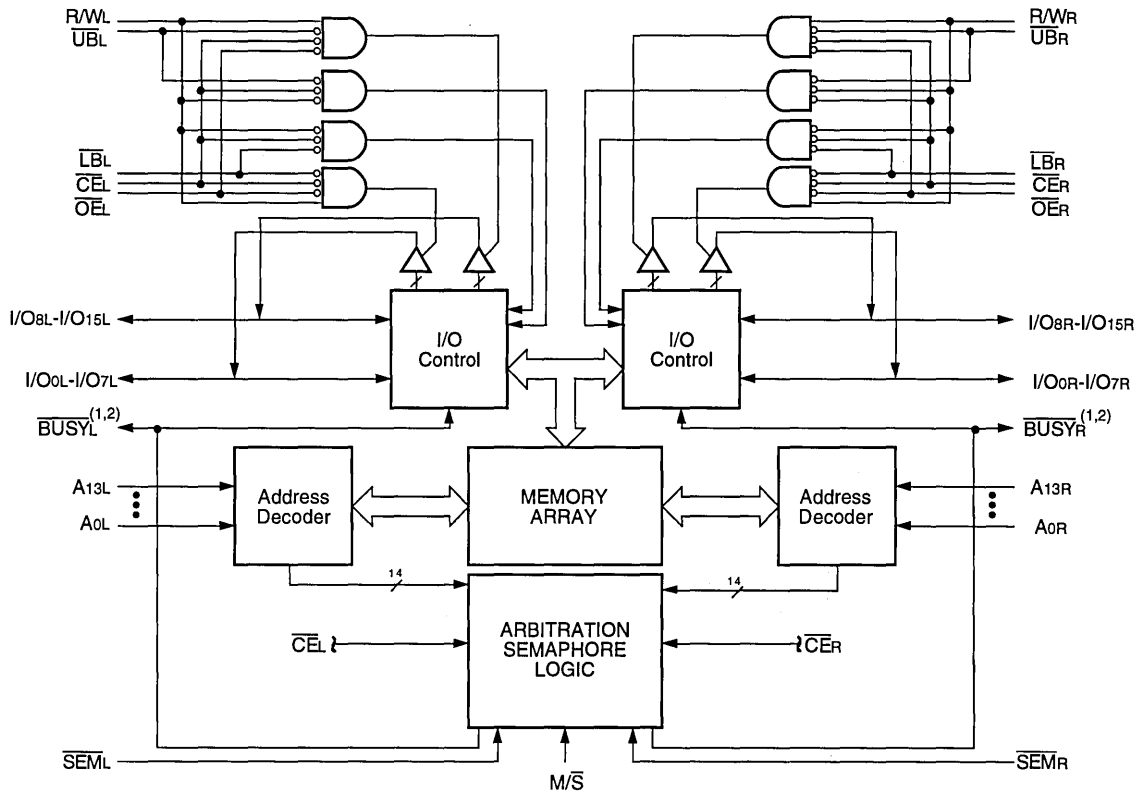 R/WL
UBL
LBL
CEL
OEL
R/WR
UBR
LBR
CER
OER
I/O8L-I/O15L
I/O0L-I/O7L
BUSYL(1,2)
I/O
Control
I/O
Control
I/O8R-I/O15R
I/O0R-I/O7R
BUSYR(1,2)
A13L
A0L
Address
Decoder
MEMORY
ARRAY
Address
Decoder
A13R
A0R
14
14
CEL
ARBITRATION
SEMAPHORE
LOGIC
CER
SEML
M/S
SEMR